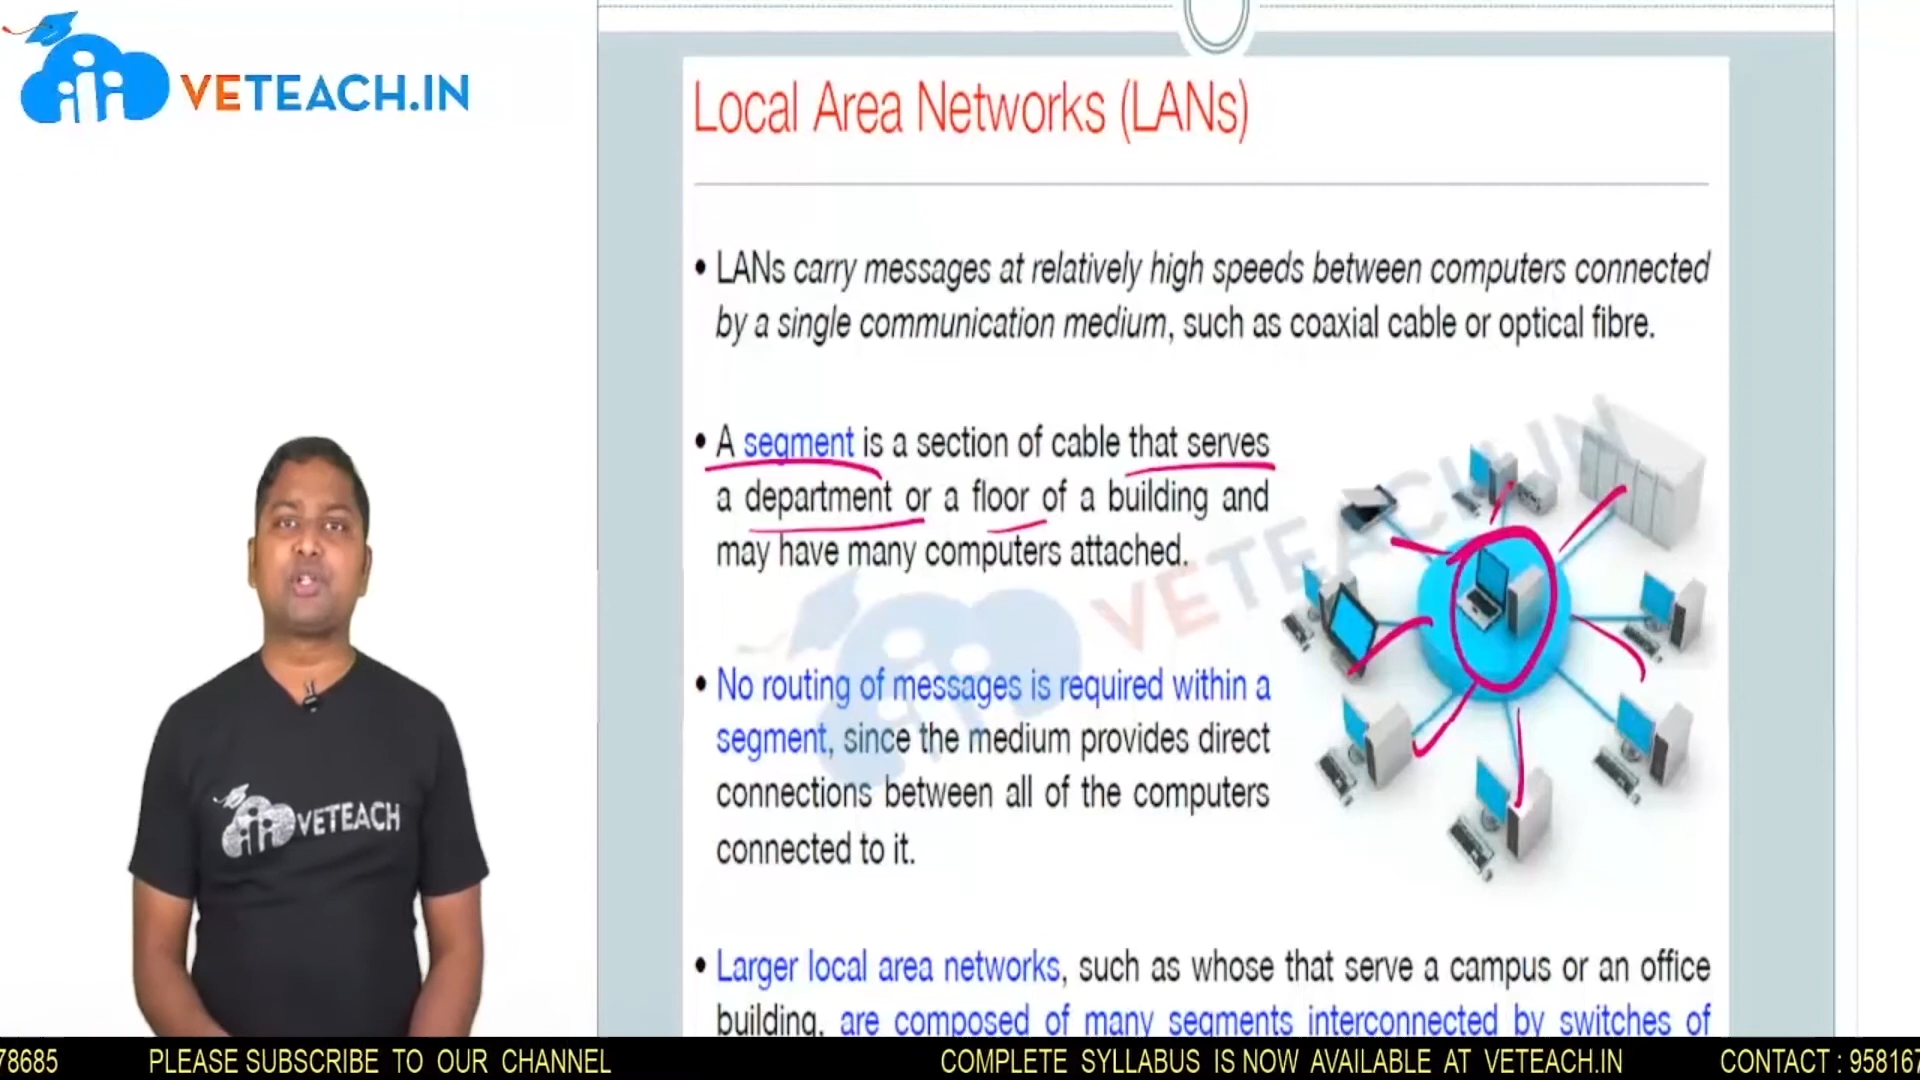 VETEACH.IN
Local Area Networks (LANs)
• LANs carry messages at relatively high speeds between computers connected
by a single communication medium, such as coaxial cable or optical fibre.
• A segment is a section of cable that serves
a department or a floor of a building and
may have many computers attached.
VETEACH.IN
• No routing of messages is required within a
segment, since the medium provides direct
connections between all of the computers
connected to it.
VETEACH
• Larger local area networks, such as whose that serve a campus or an office
building, are composed of many segments interconnected by switches of
78685 PLEASE SUBSCRIBE TO OUR CHANNEL COMPLETE SYLLABUS IS NOW AVAILABLE AT VETEACH.IN CONTACT : 958167